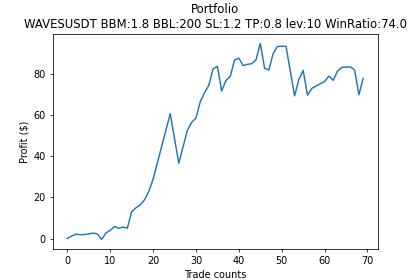 Portfolio
WAVESUSDT BBM:1.8 BBL:200 SL:1.2 TP:0.8 lev:10 WinRatio:74.0
80
60
40
20
0
Profit ($)
0 10 20 30 40 50 60 70
Trade counts